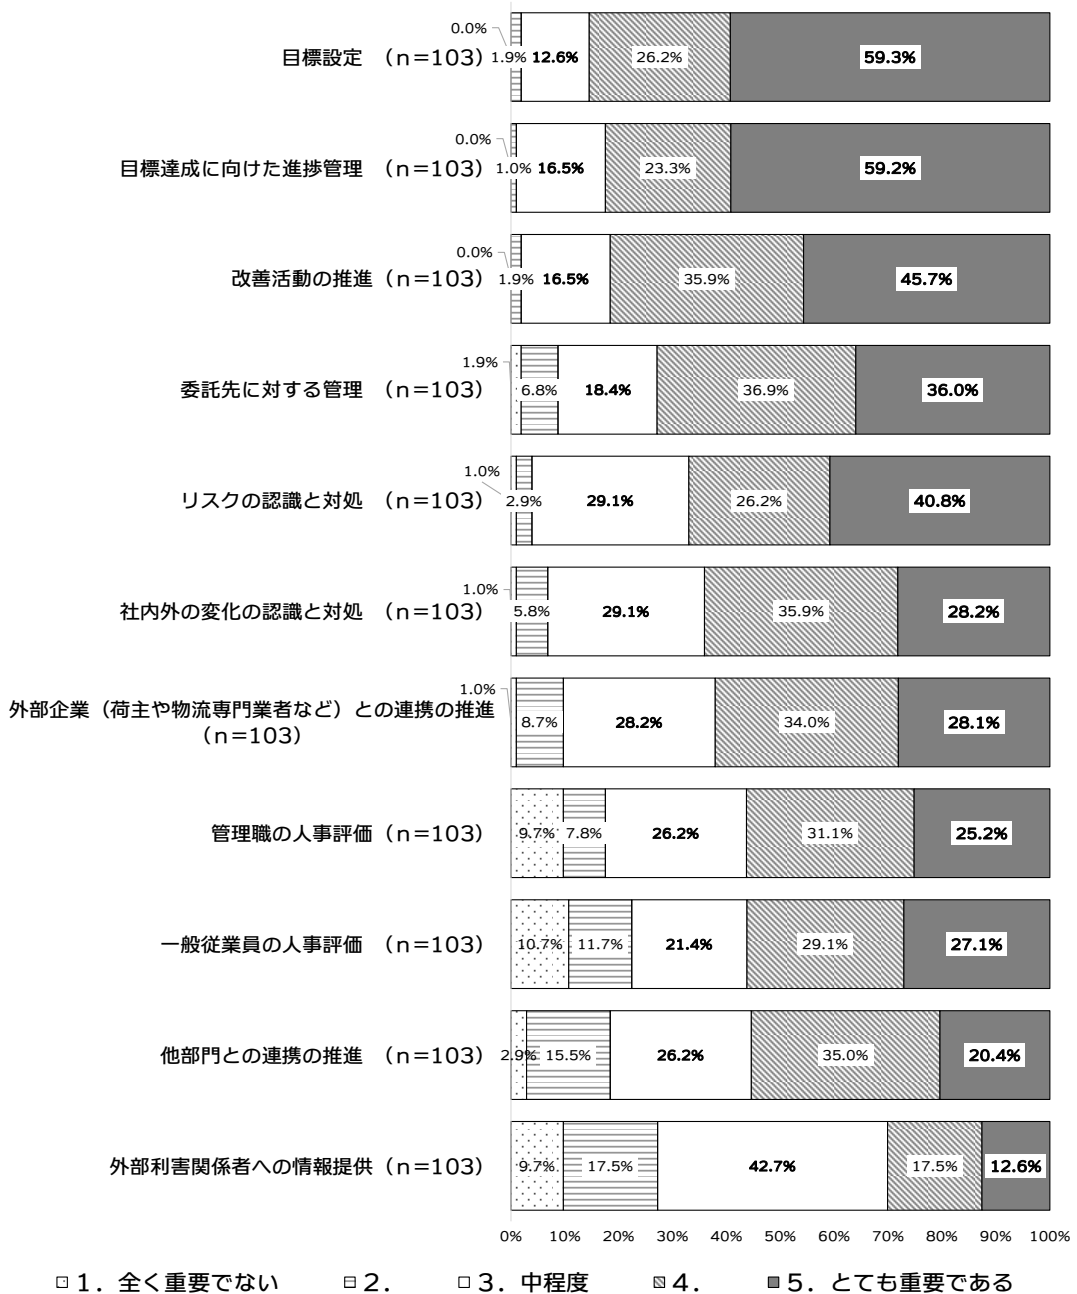 0.0%
目標設定　（n=103） 1.9% 12.6% 26.2% 59.3%
0.0%
目標達成に向けた進捗管理　（n=103） 1.0% 16.5% 23.3% 59.2%
0.0%
改善活動の推進（n=103） 1.9% 16.5% 35.9% 45.7%
1.9%
委託先に対する管理　（n=103） 6.8% 18.4% 36.9% 36.0%
1.0%
リスクの認識と対処　（n=103） 2.9% 29.1% 26.2% 40.8%
1.0%
社内外の変化の認識と対処　（n=103） 5.8% 29.1% 35.9% 28.2%
1.0%
外部企業（荷主や物流専門業者など）との連携の推進
（n=103） 8.7% 28.2% 34.0% 28.1%
管理職の人事評価（n=103） 9.7% 7.8% 26.2% 31.1% 25.2%
一般従業員の人事評価　（n=103） 10.7% 11.7% 21.4% 29.1% 27.1%
他部門との連携の推進　（n=103） 2.9% 15.5% 26.2% 35.0% 20.4%
外部利害関係者への情報提供（n=103） 9.7% 17.5% 42.7% 17.5% 12.6%
0% 10% 20% 30% 40% 50% 60% 70% 80% 90% 100%
１．全く重要でない ２． ３．中程度 ４． ５．とても重要である